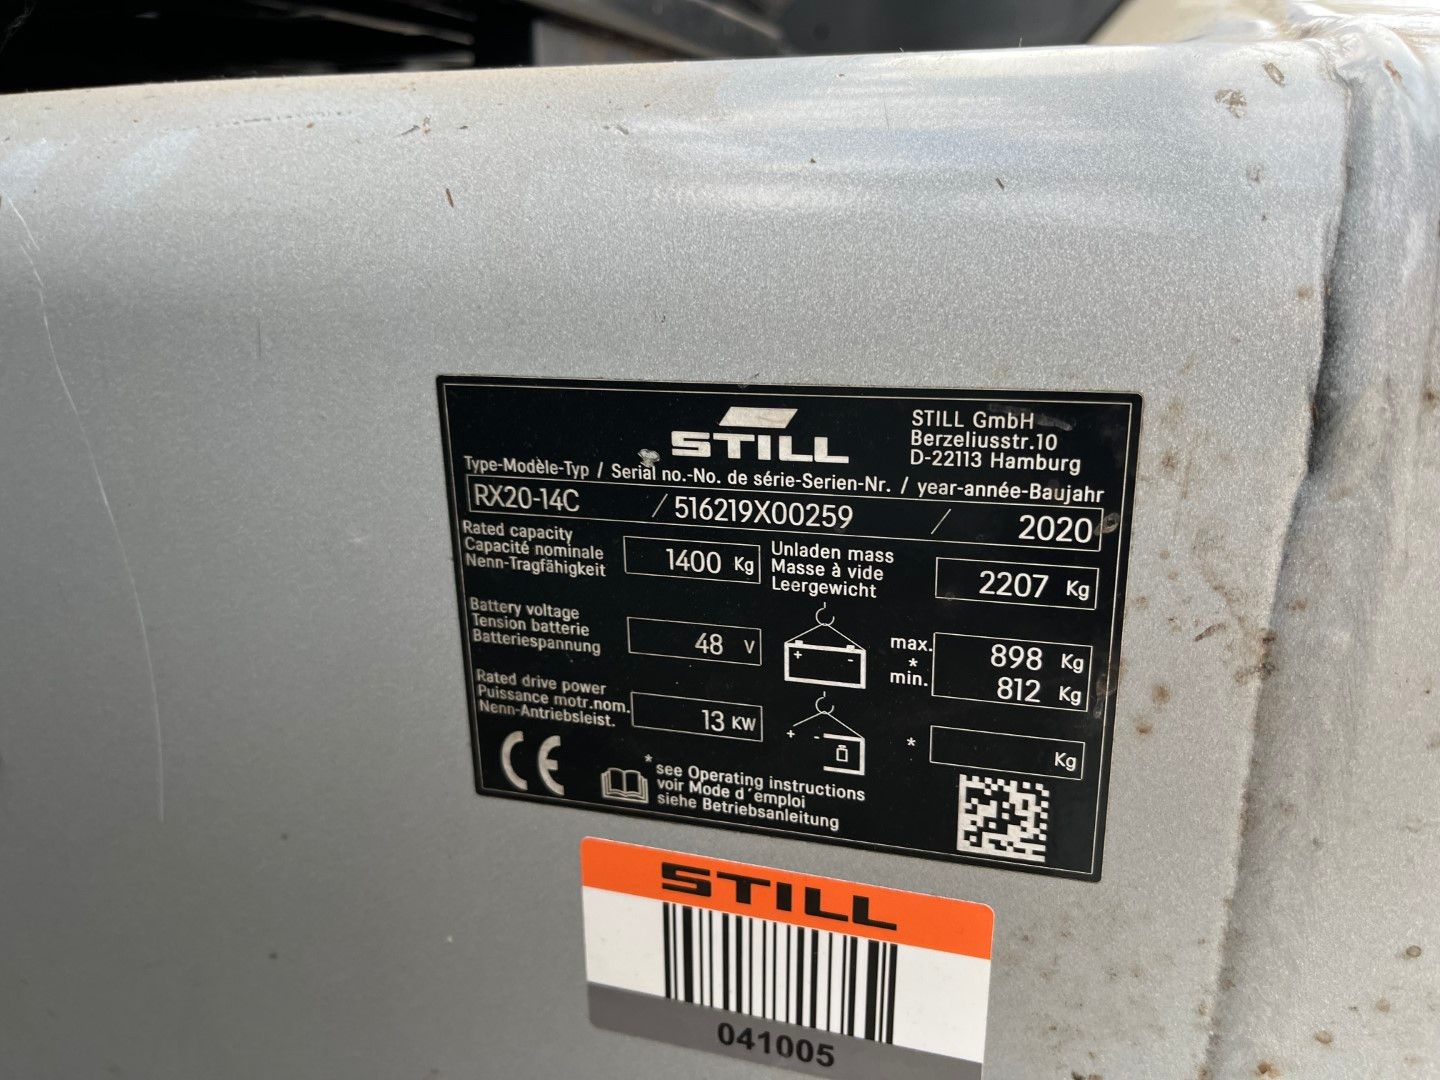 STILL
STILL GmbH
Berzeliusstr.10
D-22113 Hamburg
Type-Modèle-Typ / Serial no.-No. de série-Serien-Nr. / year-année-Baujahr
RX20-14C / 516219X00259 / 2020
Rated capacity
Capacité nominale
Nenn-Tragfähigkeit
1400 Kg
Unladen mass
Masse à vide
Leergewicht
2207 Kg
Battery voltage
Tension batterie
Batteriespannung
48 V
+ -
max. 898 Kg
*
min. 812 Kg
Rated drive power
Puissance motr.nom.
Nenn-Antriebsleist.
13 KW
+ -
* Kg
CE
* see Operating instructions
voir Mode d'emploi
siehe Betriebsanleitung
STILL
041005